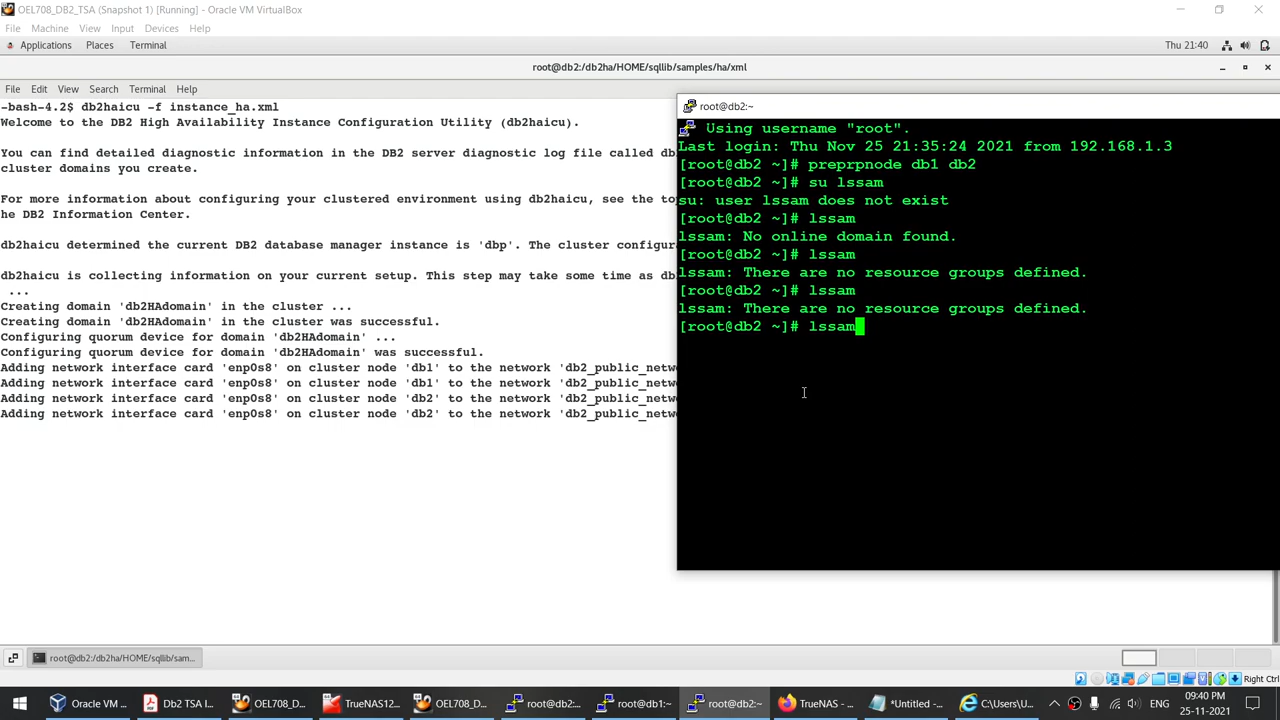 OEL708_DB2_TSA (Snapshot 1) [Running] - Oracle VM VirtualBox
File Machine View Input Devices Help
Applications Places Terminal
Thu 21:40
root@db2:/db2ha/HOME/sqllib/samples/ha/xml
File Edit View Search Terminal Help
-bash-4.2$ db2haicu -f instance_ha.xml
Welcome to the DB2 High Availability Instance Configuration Utility (db2haicu).
You can find detailed diagnostic information in the DB2 server diagnostic log file called db
cluster domains you create.
For more information about configuring your clustered environment using db2haicu, see the to
he DB2 Information Center.
db2haicu determined the current DB2 database manager instance is 'dbp'. The cluster configur
db2haicu is collecting information on your current setup. This step may take some time as db
...
Creating domain 'db2HAdomain' in the cluster ...
Creating domain 'db2HAdomain' in the cluster was successful.
Configuring quorum device for domain 'db2HAdomain' ...
Configuring quorum device for domain 'db2HAdomain' was successful.
Adding network interface card 'enp0s8' on cluster node 'db1' to the network 'db2_public_netw
Adding network interface card 'enp0s8' on cluster node 'db1' to the network 'db2_public_netw
Adding network interface card 'enp0s8' on cluster node 'db2' to the network 'db2_public_netw
Adding network interface card 'enp0s8' on cluster node 'db2' to the network 'db2_public_netw
root@db2:~
Using username "root".
Last login: Thu Nov 25 21:35:24 2021 from 192.168.1.3
[root@db2 ~]# preprpnode db1 db2
[root@db2 ~]# su lssam
su: user lssam does not exist
[root@db2 ~]# lssam
lssam: No online domain found.
[root@db2 ~]# lssam
lssam: There are no resource groups defined.
[root@db2 ~]# lssam
lssam: There are no resource groups defined.
[root@db2 ~]# lssam
root@db2:/db2ha/HOME/sqllib/sam...
Right Ctrl
Oracle VM ... Db2 TSA I... OEL708_D... TrueNAS12... OEL708_D... root@db2:... root@db1:~ root@db2:~ TrueNAS - ... *Untitled - ... C:\Users\U...
ENG
09:40 PM
25-11-2021